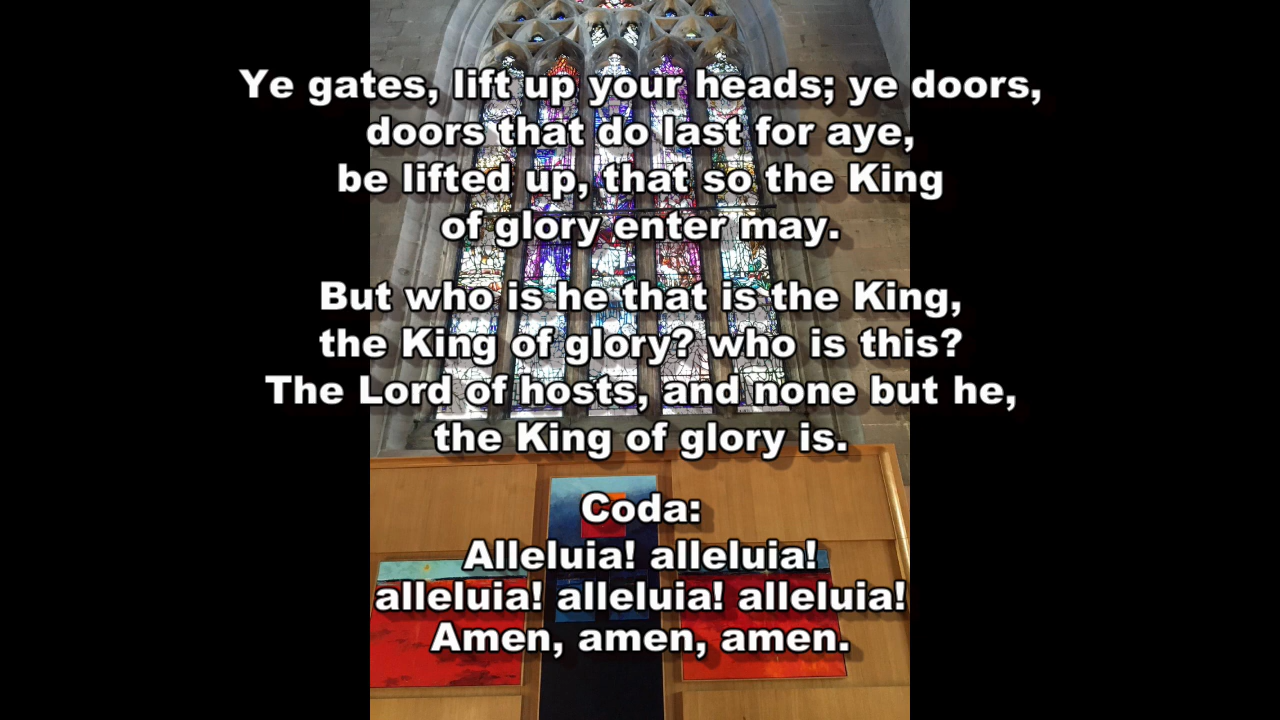 Ye gates, lift up your heads; ye doors,
doors that do last for aye,
be lifted up, that so the King
of glory enter may.
But who is he that is the King,
the King of glory? who is this?
The Lord of hosts, and none but he,
the King of glory is.
Coda:
Alleluia! alleluia!
alleluia! alleluia! alleluia!
Amen, amen, amen.